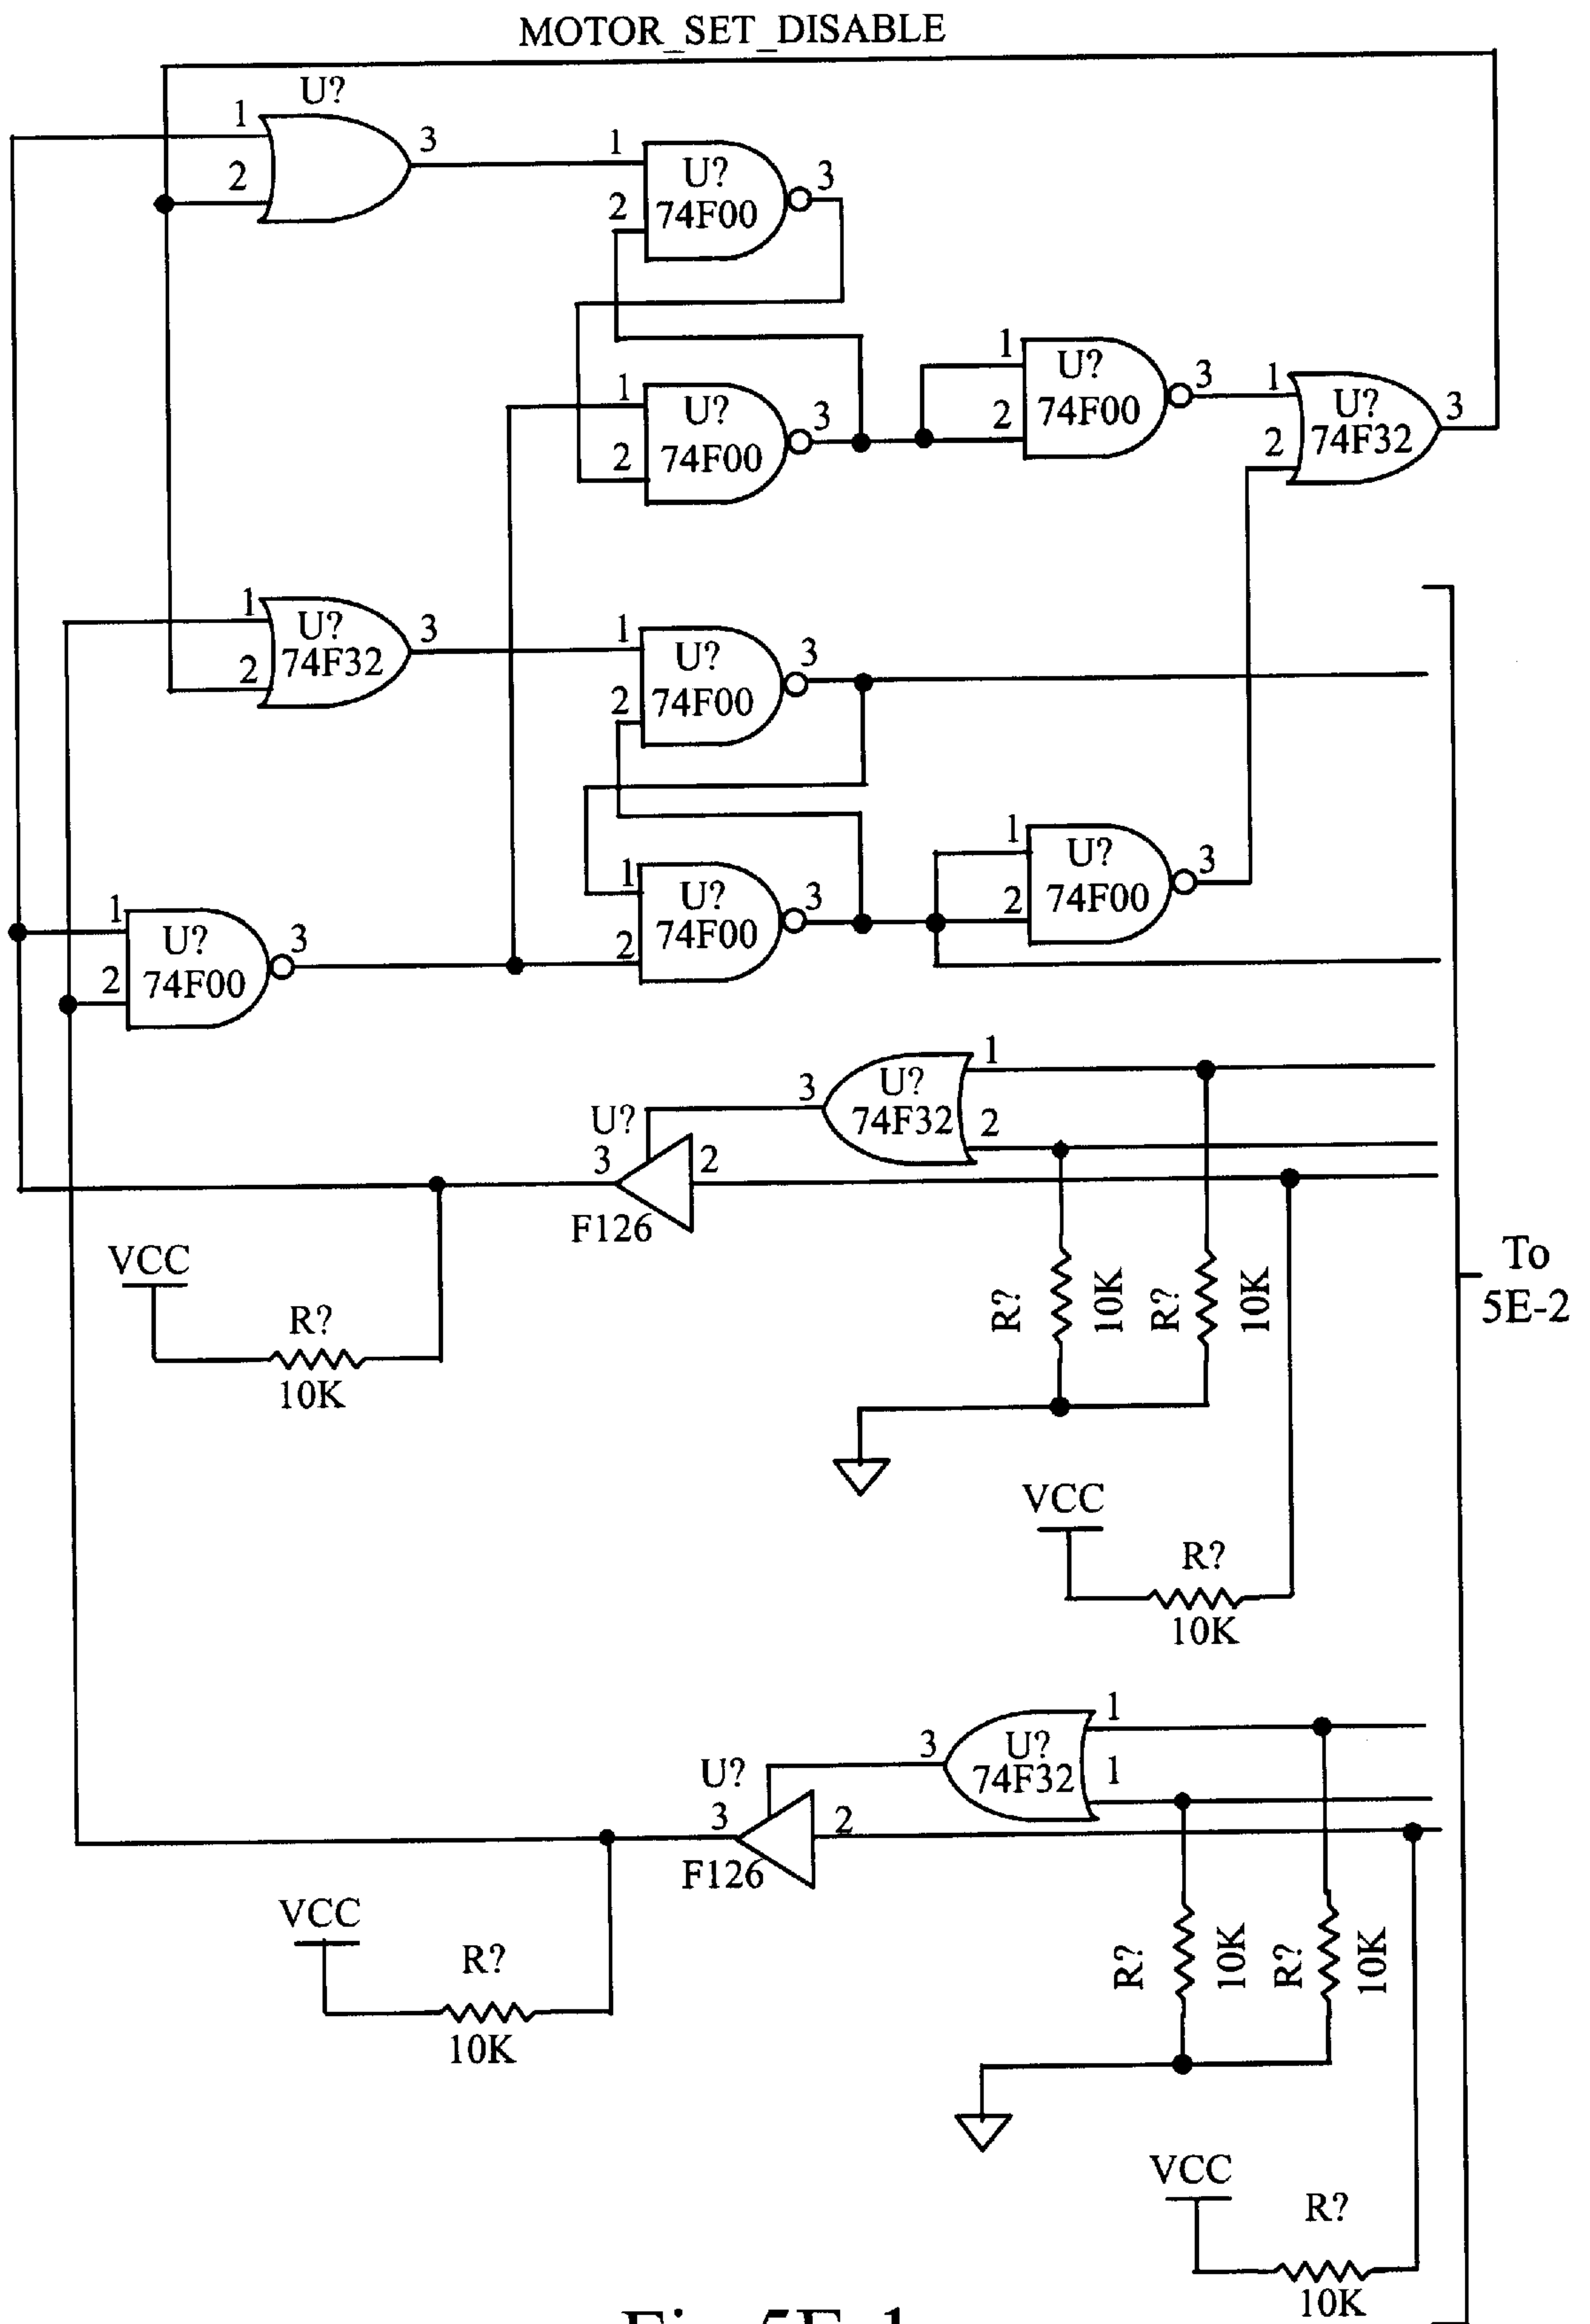 MOTOR_SET_DISABLE
U?
1
2
3
1
2
U?
74F00
3
1
2
U?
74F00
3
1
2
U?
74F00
3
1
2
U?
74F32
3
1
2
U?
74F32
3
1
2
U?
74F00
3
1
2
U?
74F00
3
1
2
U?
74F00
3
1
2
U?
74F00
3
1
2
U?
74F32
3
U?
3
2
F126
VCC
R?
10K
R?
10K
R?
10K
To
5E-2
VCC
R?
10K
1
1
U?
74F32
3
U?
3
2
F126
VCC
R?
10K
R?
10K
R?
10K
VCC
R?
10K